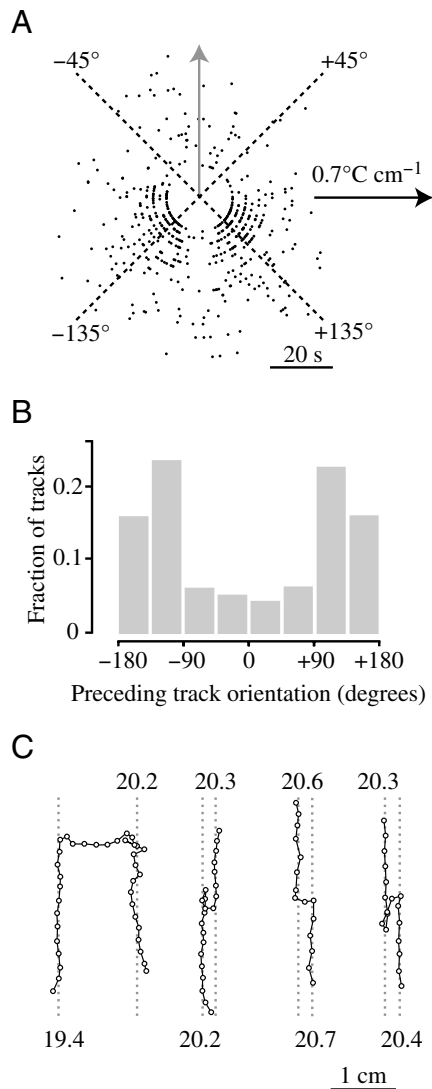 A
−45°
+45°
0.7°C cm−1
−135°
+135°
20 s
B
Fraction of tracks
0.2
0.1
0
−180
−90
0
+90
+180
Preceding track orientation (degrees)
C
20.2
20.3
20.6
20.3
19.4
20.2
20.7
20.4
1 cm